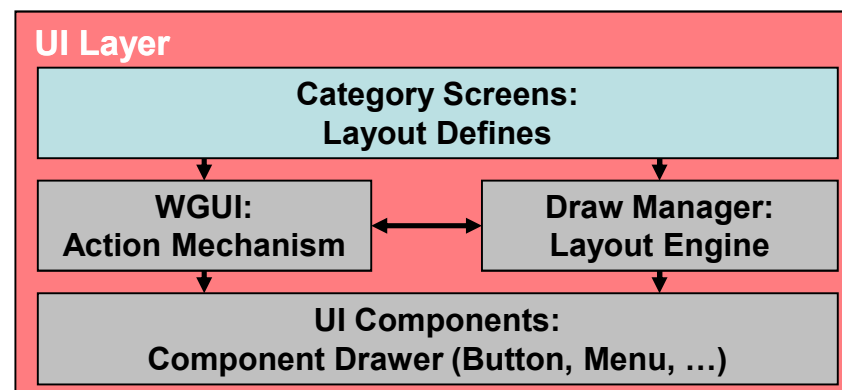 UI Layer
Category Screens:
Layout Defines
WGUI:
Action Mechanism
Draw Manager:
Layout Engine
UI Components:
Component Drawer (Button, Menu, …)